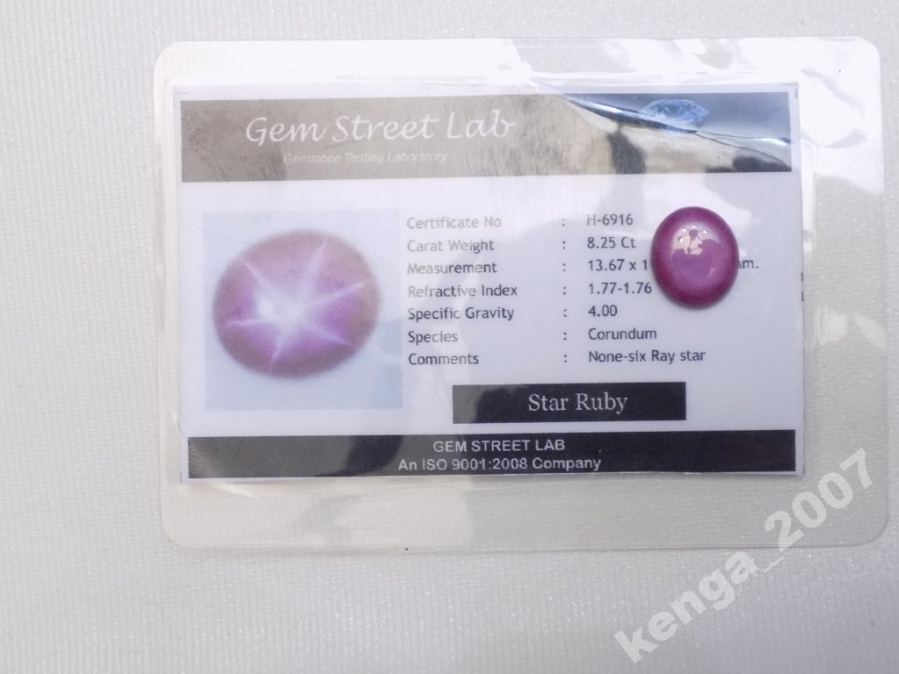 Gem Street Lab
Gemstone Testing Laboratory
Certificate No : H-6916
Carat Weight : 8.25 Ct
Measurement : 13.67 x 1 m.
Refractive Index : 1.77-1.76
Specific Gravity : 4.00
Species : Corundum
Comments : None-six Ray star
Star Ruby
GEM STREET LAB
An ISO 9001:2008 Company
kenga_2007